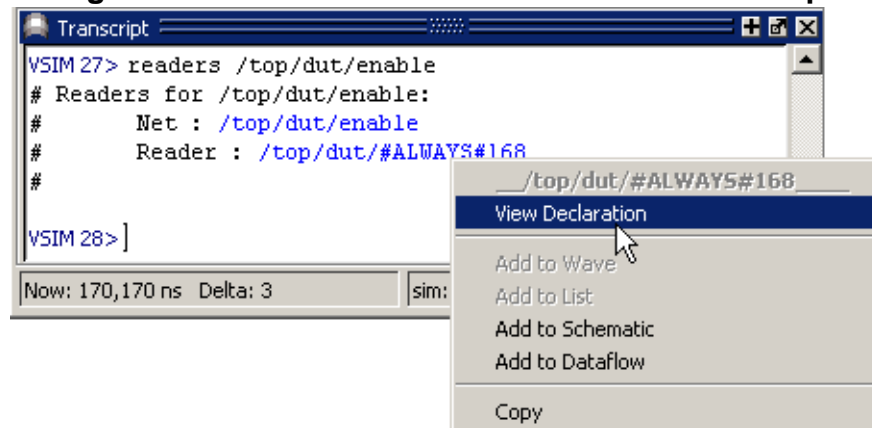 Transcript
VSIM 27> readers /top/dut/enable
# Readers for /top/dut/enable:
# Net : /top/dut/enable
# Reader : /top/dut/#ALWAYS#168
#
VSIM 28>
Now: 170,170 ns Delta: 3
sim:
__/top/dut/#ALWAYS#168____
View Declaration
Add to Wave
Add to List
Add to Schematic
Add to Dataflow
Copy